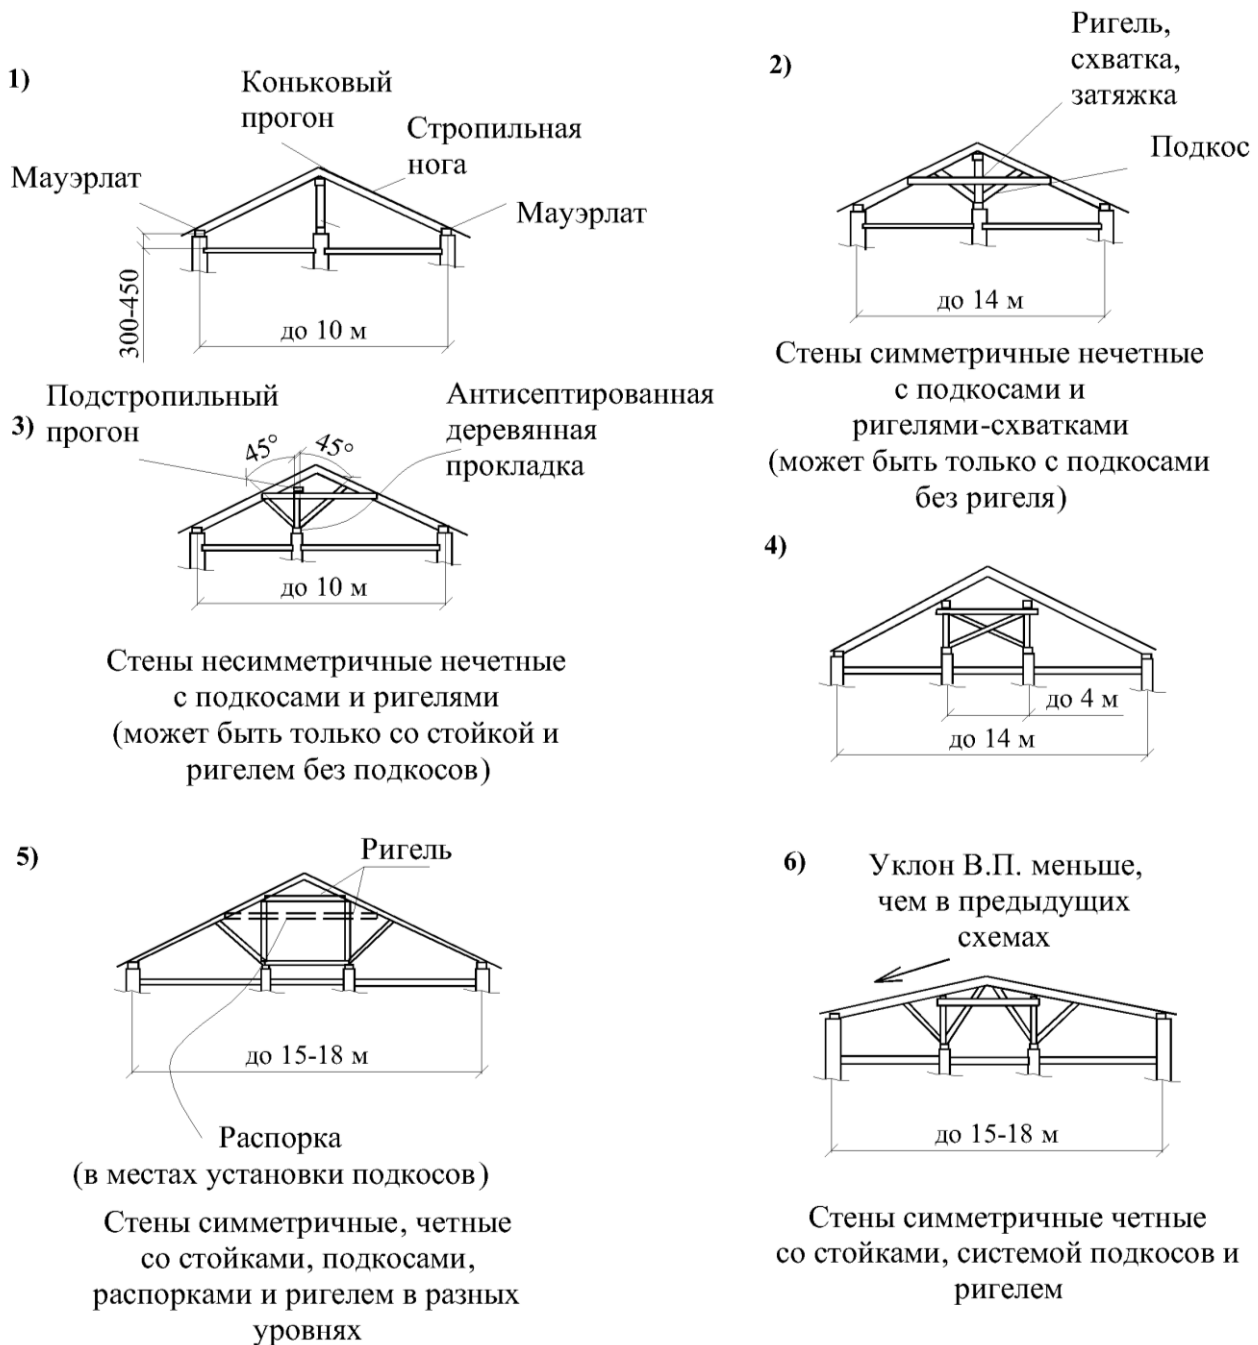 1)
Коньковый
прогон
Стропильная
нога
Мауэрлат
Мауэрлат
300-450
до 10 м
2)
Ригель,
схватка,
затяжка
Подкос
до 14 м
Стены симметричные нечетные
с подкосами и
ригелями-схватками
(может быть только с подкосами
без ригеля)
3)
Подстропильный
прогон
Антисептированная
деревянная
прокладка
45°
45°
до 10 м
Стены несимметричные нечетные
с подкосами и ригелями
(может быть только со стойкой и
ригелем без подкосов)
4)
до 4 м
до 14 м
5)
Ригель
до 15-18 м
Распорка
(в местах установки подкосов)
Стены симметричные, четные
со стойками, подкосами,
распорками и ригелем в разных
уровнях
6)
Уклон В.П. меньше,
чем в предыдущих
схемах
до 15-18 м
Стены симметричные четные
со стойками, системой подкосов и
ригелем